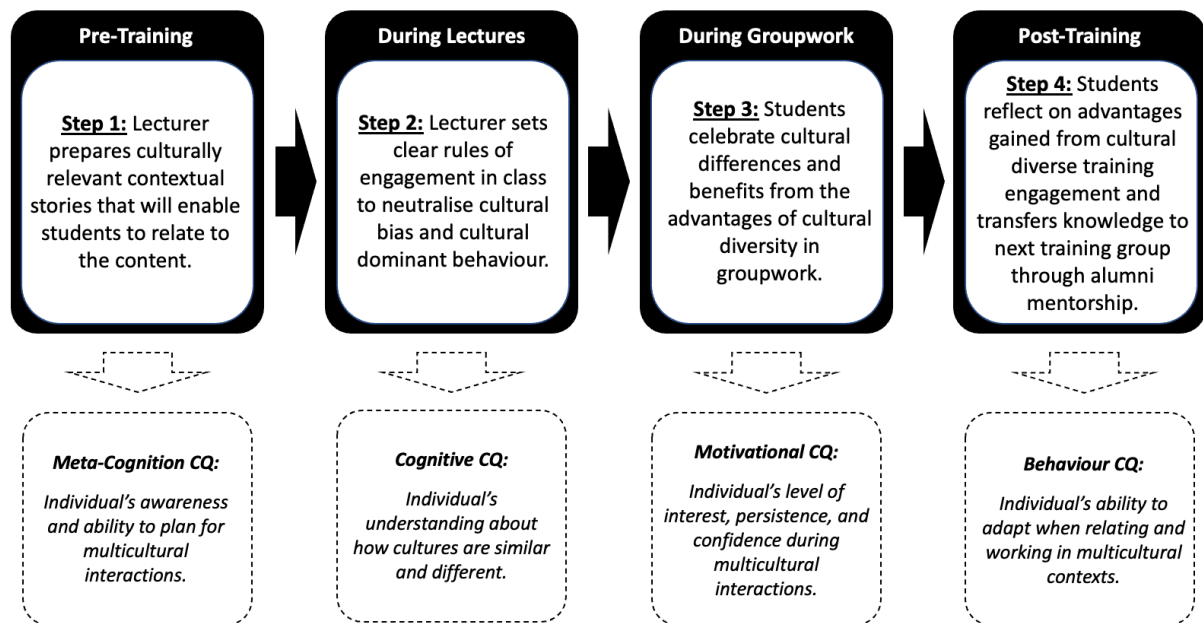 Pre-Training
Step 1: Lecturer
prepares culturally
relevant contextual
stories that will enable
students to relate to
the content.
During Lectures
Step 2: Lecturer sets
clear rules of
engagement in class
to neutralise cultural
bias and cultural
dominant behaviour.
During Groupwork
Step 3: Students
celebrate cultural
differences and
benefits from the
advantages of cultural
diversity in
groupwork.
Post-Training
Step 4: Students
reflect on advantages
gained from cultural
diverse training
engagement and
transfers knowledge to
next training group
through alumni
mentorship.
Meta-Cognition CQ:
Individual’s awareness
and ability to plan for
multicultural
interactions.
Cognitive CQ:
Individual’s
understanding about
how cultures are similar
and different.
Motivational CQ:
Individual’s level of
interest, persistence, and
confidence during
multicultural
interactions.
Behaviour CQ:
Individual’s ability to
adapt when relating and
working in multicultural
contexts.